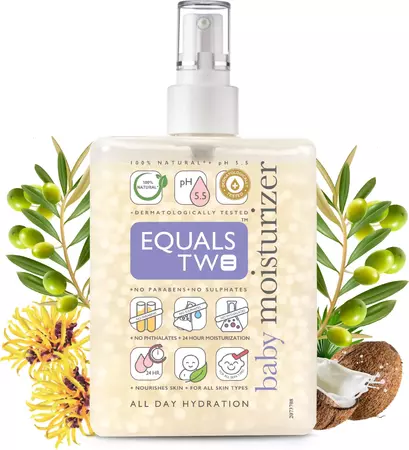 100% NATURAL* • pH 5.5
100% NATURAL*
pH
5.5
• DERMATOLOGICALLY TESTED
EQUALS
TWO
™
• NO PARABENS • NO SULPHATES
• NO PHTHALATES • 24 HOUR MOISTURIZATION
24 HR
• NOURISHES SKIN • FOR ALL SKIN TYPES
ALL DAY HYDRATION
baby moisturizer